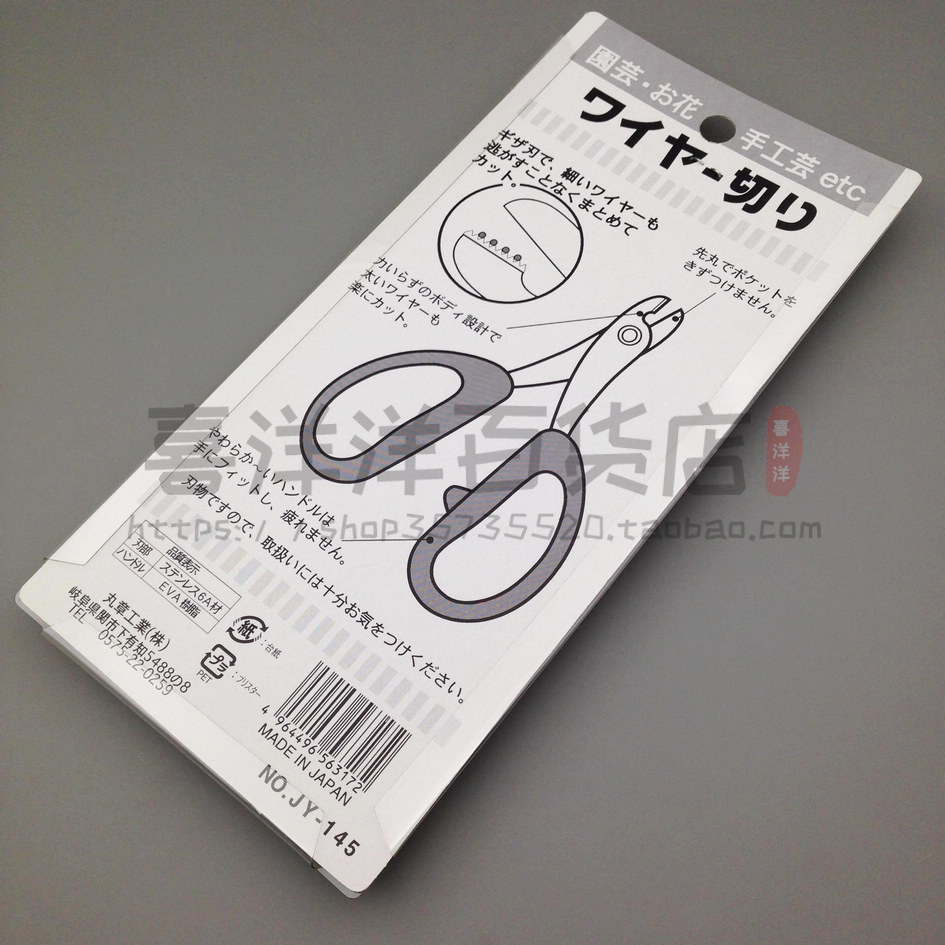 園芸・お花 手工芸 etc
ワイヤー切り
ギザ刃で、細いワイヤーも
逃がすことなくまとめて
カット。
先丸でポケットを
きずつけません。
力いらずのボディ設計で
太いワイヤーも
楽にカット。
やわらか〜いハンドルは
手にフィットし、疲れません。
刃物ですので、取扱いには十分お気をつけください。
品質表示
刃部 ステンレス6A材
ハンドル EVA樹脂
丸章工業(株)
岐阜県関市下有知5488の8
TEL 0575-22-0259
紙 :台紙
プラ :ブリスター
PET
4 964496 563172
MADE IN JAPAN
NO.JY-145
喜洋洋百货店
喜洋洋
https://shop35735520.taobao.com